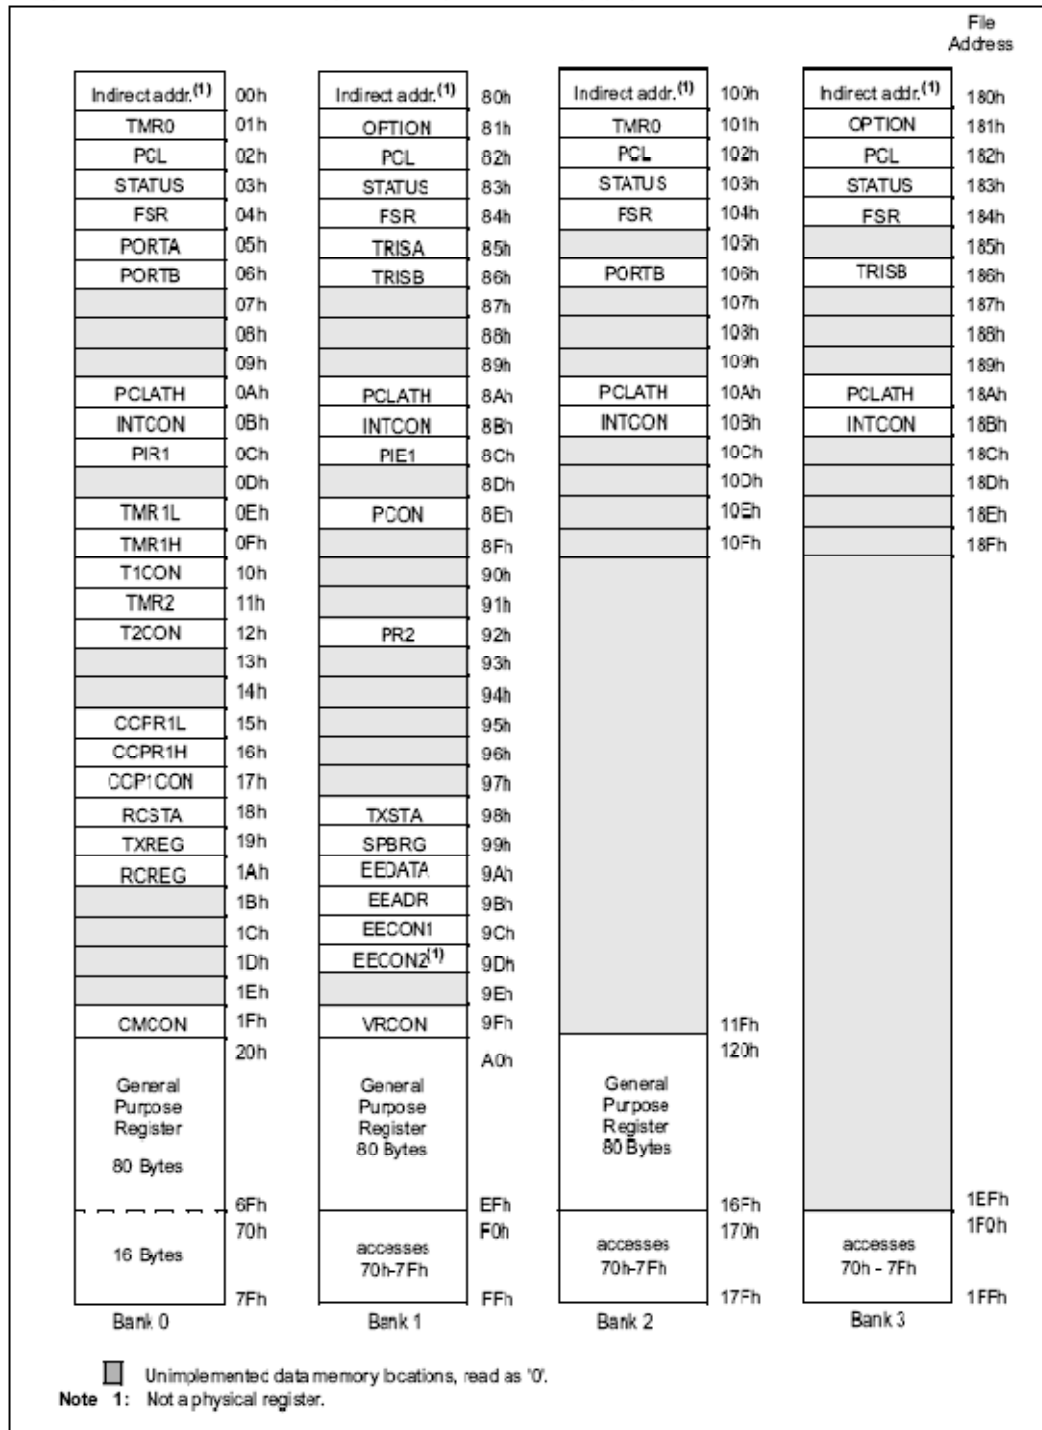 File
Address
Indirect addr.(1) 00h Indirect addr.(1) 80h Indirect addr.(1) 100h Indirect addr.(1) 180h
TMR0 01h OPTION 81h TMR0 101h OPTION 181h
PCL 02h PCL 82h PCL 102h PCL 182h
STATUS 03h STATUS 83h STATUS 103h STATUS 183h
FSR 04h FSR 84h FSR 104h FSR 184h
PORTA 05h TRISA 85h 105h 185h
PORTB 06h TRISB 86h PORTB 106h TRISB 186h
07h 87h 107h 187h
08h 88h 108h 188h
09h 89h 109h 189h
PCLATH 0Ah PCLATH 8Ah PCLATH 10Ah PCLATH 18Ah
INTCON 0Bh INTCON 8Bh INTCON 10Bh INTCON 18Bh
PIR1 0Ch PIE1 8Ch 10Ch 18Ch
0Dh 8Dh 10Dh 18Dh
TMR1L 0Eh PCON 8Eh 10Eh 18Eh
TMR1H 0Fh 8Fh 10Fh 18Fh
T1CON 10h 90h
TMR2 11h 91h
T2CON 12h PR2 92h
13h 93h
14h 94h
CCPR1L 15h 95h
CCPR1H 16h 96h
CCP1CON 17h 97h
RCSTA 18h TXSTA 98h
TXREG 19h SPBRG 99h
RCREG 1Ah EEDATA 9Ah
1Bh EEADR 9Bh
1Ch EECON1 9Ch
1Dh EECON2(1) 9Dh
1Eh 9Eh
CMCON 1Fh VRCON 9Fh 11Fh
20h A0h 120h
General General General
Purpose Purpose Purpose
Register Register Register
80 Bytes 80 Bytes 80 Bytes
6Fh EFh 16Fh 1EFh
70h F0h 170h 1F0h
16 Bytes accesses accesses accesses
70h-7Fh 70h-7Fh 70h - 7Fh
7Fh FFh 17Fh 1FFh
Bank 0 Bank 1 Bank 2 Bank 3
Unimplemented data memory locations, read as '0'.
Note 1: Not a physical register.